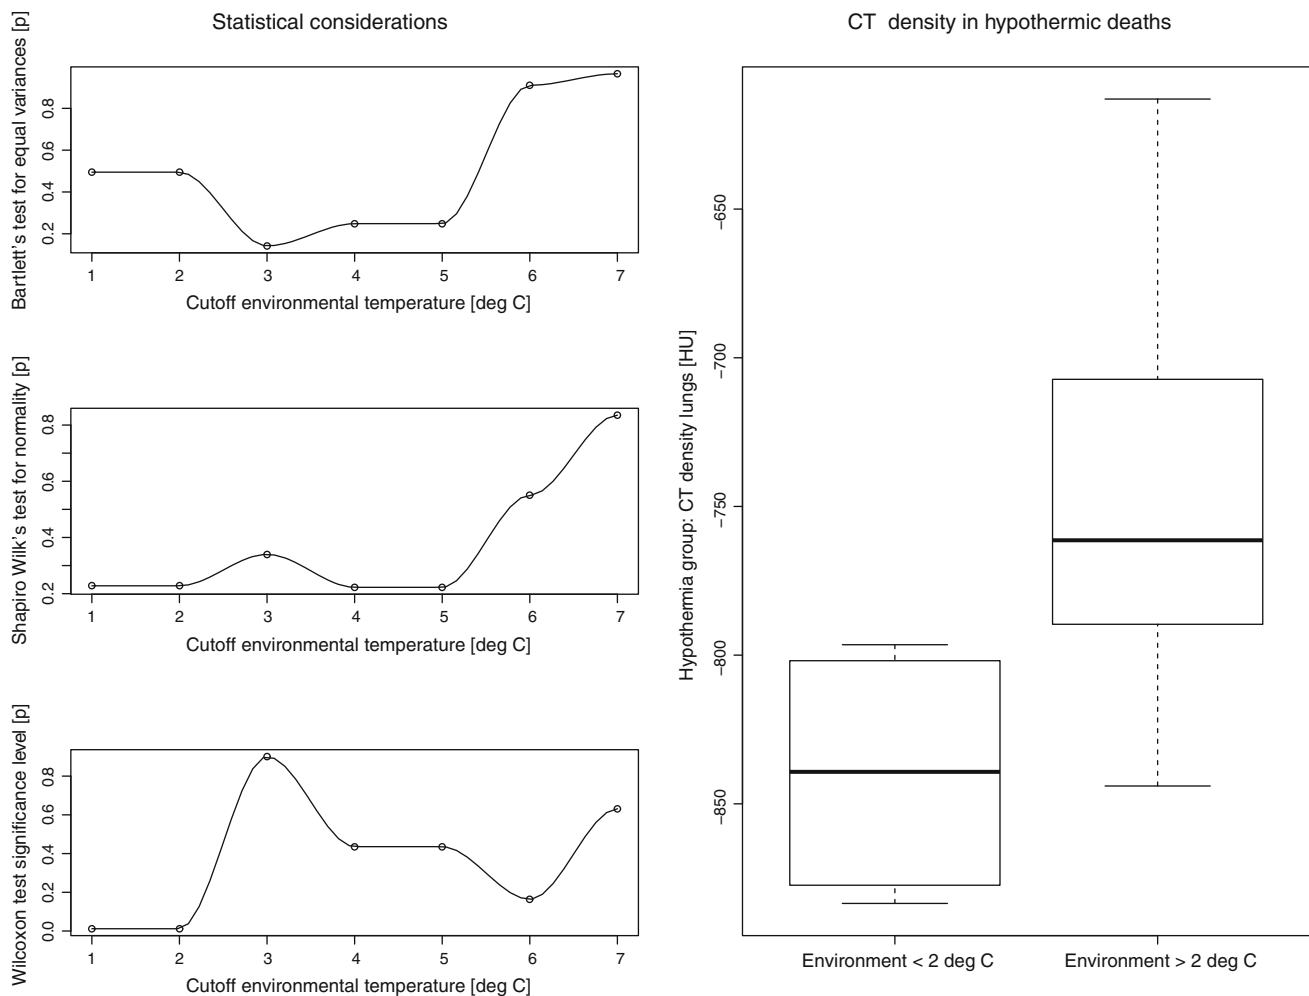 Statistical considerations
Bartlett's test for equal variances [p]
0.8
0.6
0.4
0.2
1 2 3 4 5 6 7
Cutoff environmental temperature [deg C]
Shapiro Wilk's test for normality [p]
0.8
0.6
0.4
0.2
1 2 3 4 5 6 7
Cutoff environmental temperature [deg C]
Wilcoxon test significance level [p]
0.8
0.6
0.4
0.2
0.0
1 2 3 4 5 6 7
Cutoff environmental temperature [deg C]
CT density in hypothermic deaths
Hypothermia group: CT density lungs [HU]
−650
−700
−750
−800
−850
Environment < 2 deg C
Environment > 2 deg C